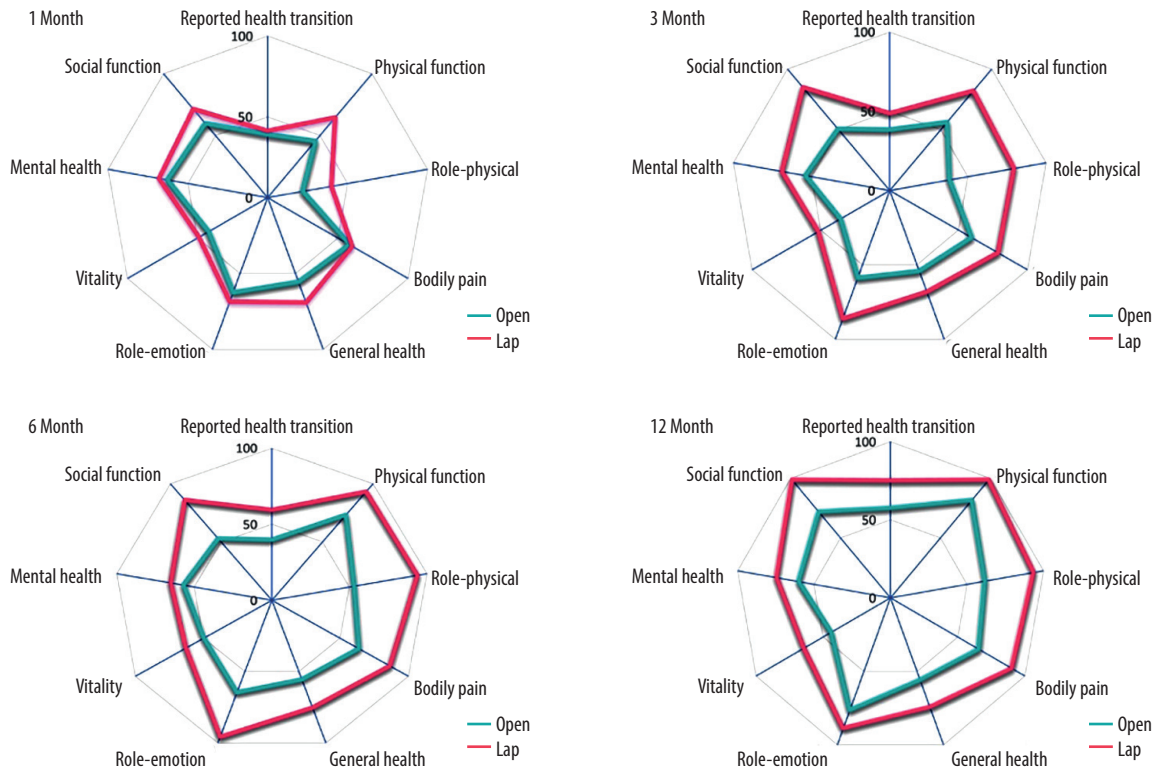 1 Month
Reported health transition
100
Social function
Physical function
50
Mental health
Role-physical
0
Vitality
Bodily pain
Open
Lap
Role-emotion
General health
3 Month
Reported health transition
100
Social function
Physical function
50
Mental health
Role-physical
0
Vitality
Bodily pain
Open
Lap
Role-emotion
General health
6 Month
Reported health transition
100
Social function
Physical function
50
Mental health
Role-physical
0
Vitality
Bodily pain
Open
Lap
Role-emotion
General health
12 Month
Reported health transition
100
Social function
Physical function
50
Mental health
Role-physical
0
Vitality
Bodily pain
Open
Lap
Role-emotion
General health